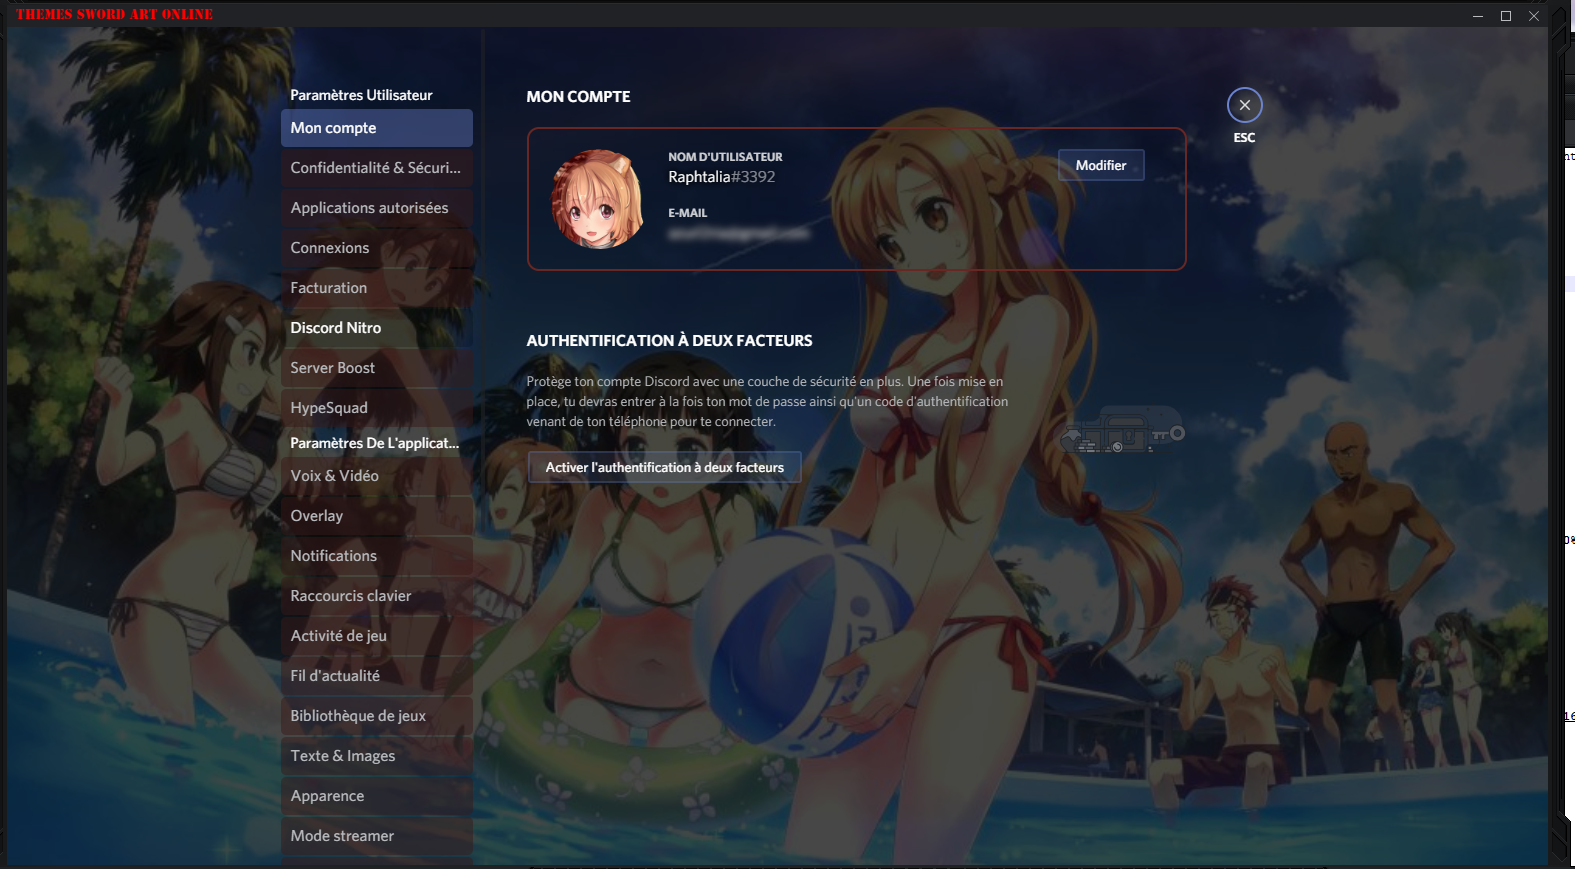 THEMES SWORD ART ONLINE
Paramètres Utilisateur
Mon compte
Confidentialité & Sécuri...
Applications autorisées
Connexions
Facturation
Discord Nitro
Server Boost
HypeSquad
Paramètres De L'applicat...
Voix & Vidéo
Overlay
Notifications
Raccourcis clavier
Activité de jeu
Fil d'actualité
Bibliothèque de jeux
Texte & Images
Apparence
Mode streamer
MON COMPTE
NOM D'UTILISATEUR
Raphtalia#3392
E-MAIL
Modifier
ESC
AUTHENTIFICATION À DEUX FACTEURS
Protège ton compte Discord avec une couche de sécurité en plus. Une fois mise en
place, tu devras entrer à la fois ton mot de passe ainsi qu'un code d'authentification
venant de ton téléphone pour te connecter.
Activer l'authentification à deux facteurs